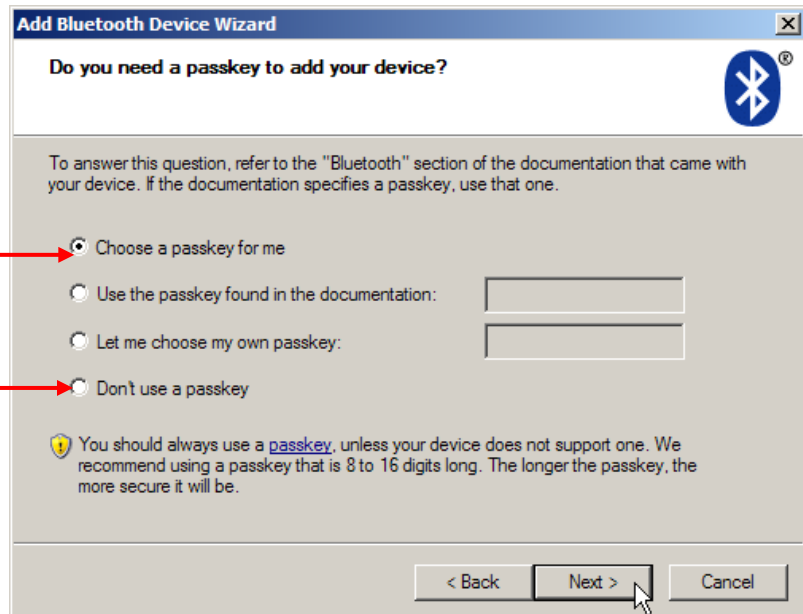 Add Bluetooth Device Wizard
Do you need a passkey to add your device?
®
To answer this question, refer to the "Bluetooth" section of the documentation that came with
your device. If the documentation specifies a passkey, use that one.
Choose a passkey for me
Use the passkey found in the documentation:
Let me choose my own passkey:
Don't use a passkey
You should always use a passkey, unless your device does not support one. We
recommend using a passkey that is 8 to 16 digits long. The longer the passkey, the
more secure it will be.
< Back Next > Cancel